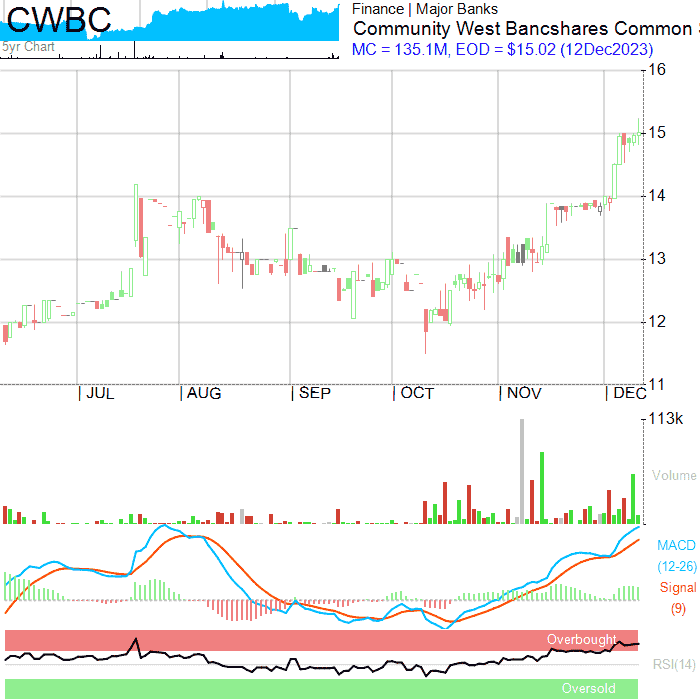 CWBC
5yr Chart
Finance | Major Banks
Community West Bancshares Common
MC = 135.1M, EOD = $15.02 (12Dec2023)
16
15
14
13
12
11
JUL AUG SEP OCT NOV DEC
113k
Volume
MACD
(12-26)
Signal
(9)
Overbought
RSI(14)
Oversold